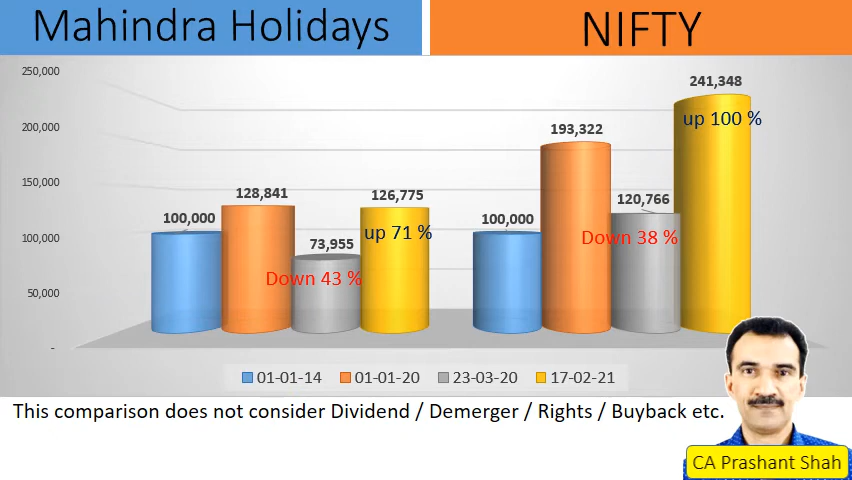 Mahindra Holidays
NIFTY
250,000
200,000
150,000
100,000
50,000
-
100,000
128,841
73,955
126,775
Down 43 %
up 71 %
100,000
193,322
120,766
241,348
Down 38 %
up 100 %
01-01-14 01-01-20 23-03-20 17-02-21
This comparison does not consider Dividend / Demerger / Rights / Buyback etc.
CA Prashant Shah